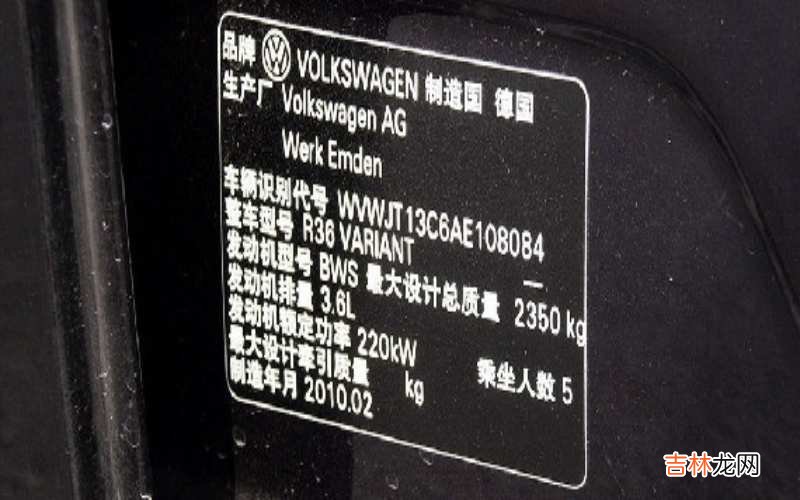 品牌 VOLKSWAGEN 制造国 德国
生产厂 Volkswagen AG
Werk Emden
车辆识别代号 WVWJT13C6AE108084
整车型号 R36 VARIANT
发动机型号 BWS 最大设计总质量 2350 kg
发动机排量 3.6L
发动机额定功率 220kW 乘坐人数 5
最大设计牵引质量 kg
制造年月 2010.02
吉林龙网